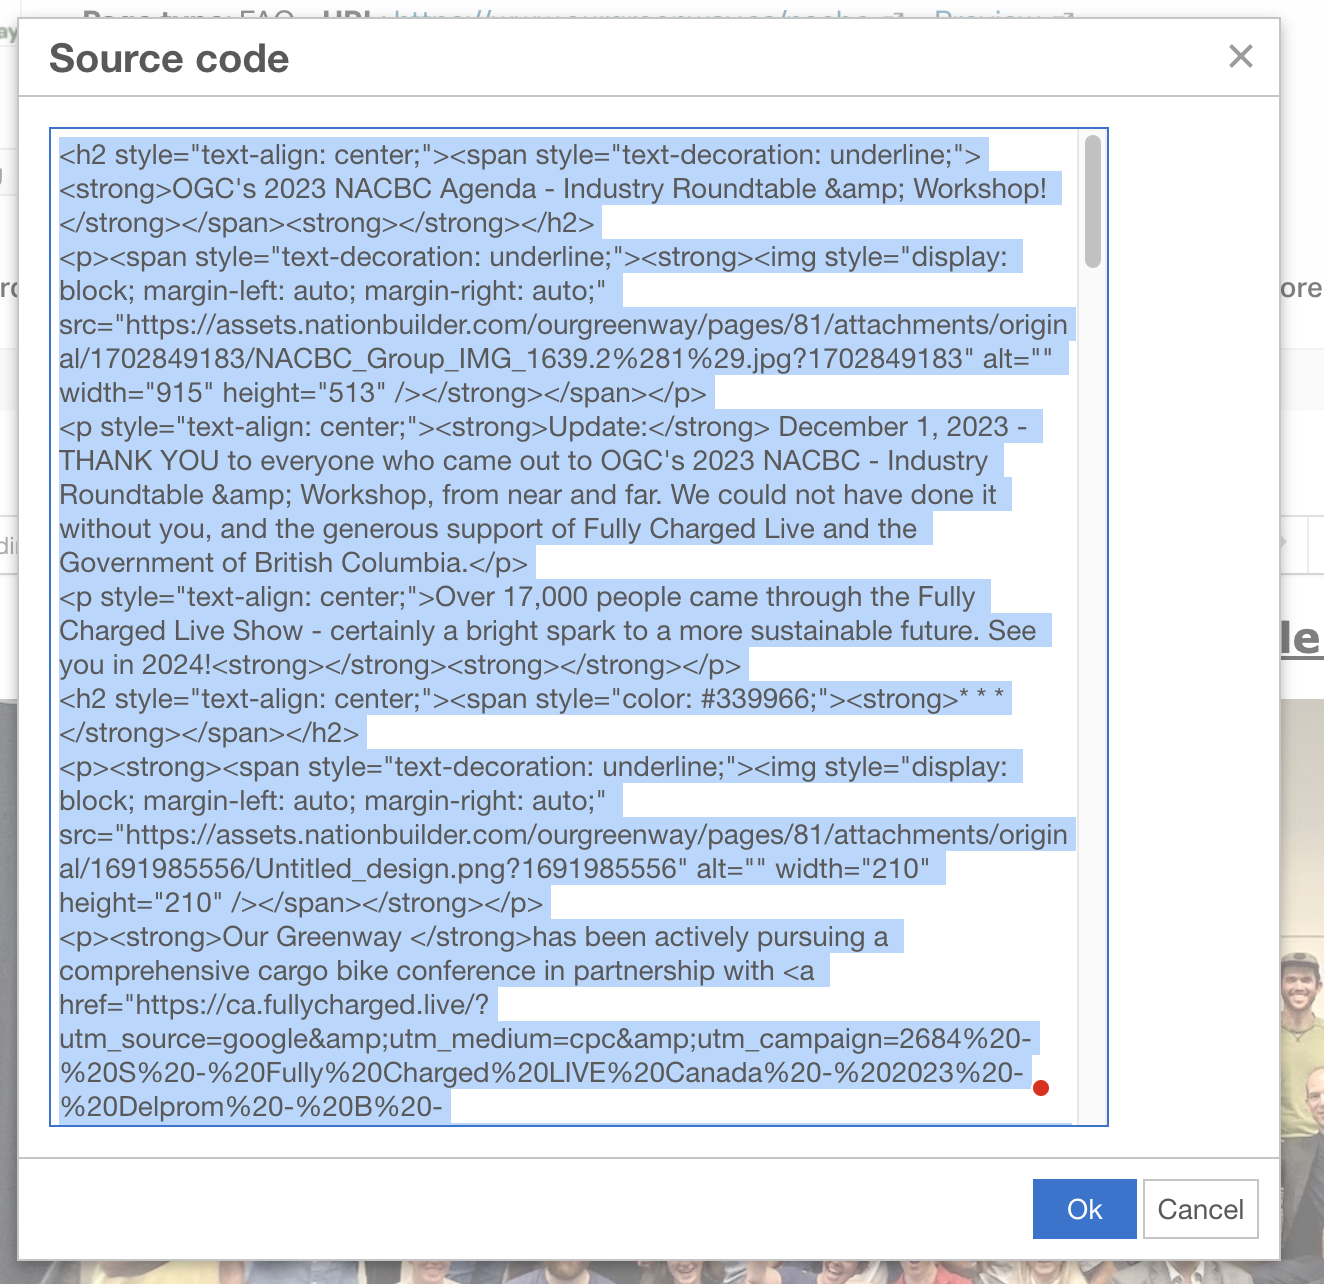 Source code
<h2 style="text-align: center;"><span style="text-decoration: underline;">
<strong>OGC's 2023 NACBC Agenda - Industry Roundtable &amp; Workshop!
</strong></span><strong></strong></h2>
<p><span style="text-decoration: underline;"><strong><img style="display:
block; margin-left: auto; margin-right: auto;"
src="https://assets.nationbuilder.com/ourgreenway/pages/81/attachments/origin
al/1702849183/NACBC_Group_IMG_1639.2%281%29.jpg?1702849183" alt=""
width="915" height="513" /></strong></span></p>
<p style="text-align: center;"><strong>Update:</strong> December 1, 2023 -
THANK YOU to everyone who came out to OGC's 2023 NACBC - Industry
Roundtable &amp; Workshop, from near and far. We could not have done it
without you, and the generous support of Fully Charged Live and the
Government of British Columbia.</p>
<p style="text-align: center;">Over 17,000 people came through the Fully
Charged Live Show - certainly a bright spark to a more sustainable future. See
you in 2024!<strong></strong><strong></strong></p>
<h2 style="text-align: center;"><span style="color: #339966;"><strong>* * *
</strong></span></h2>
<p><strong><span style="text-decoration: underline;"><img style="display:
block; margin-left: auto; margin-right: auto;"
src="https://assets.nationbuilder.com/ourgreenway/pages/81/attachments/origin
al/1691985556/Untitled_design.png?1691985556" alt="" width="210"
height="210" /></span></strong></p>
<p><strong>Our Greenway </strong>has been actively pursuing a
comprehensive cargo bike conference in partnership with <a
href="https://ca.fullycharged.live/?
utm_source=google&amp;utm_medium=cpc&amp;utm_campaign=2684%20-
%20S%20-%20Fully%20Charged%20LIVE%20Canada%20-%202023%20-
%20Delprom%20-%20B%20-
Ok Cancel